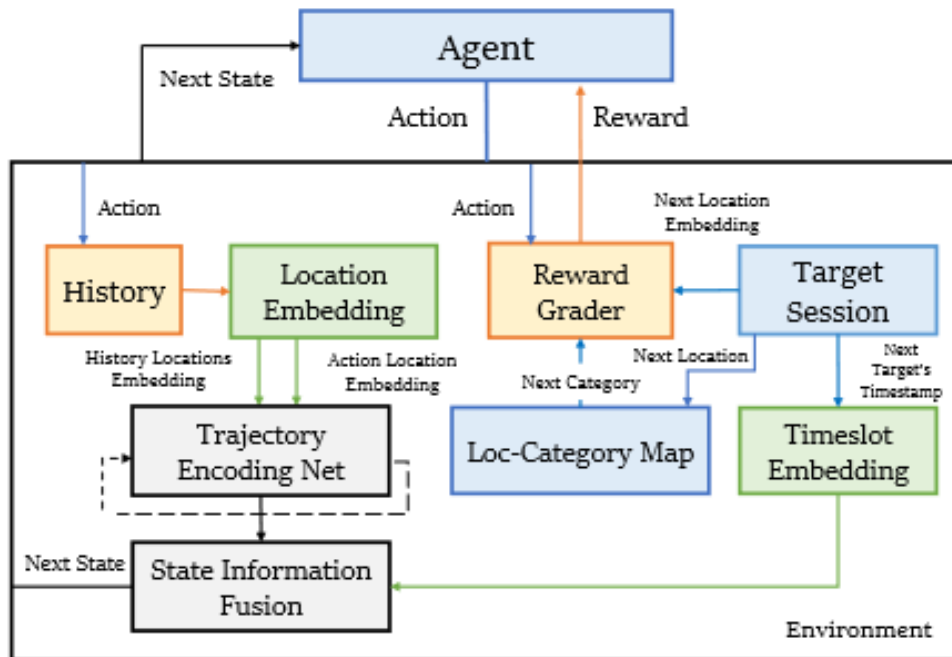 Agent
Next State
Action
Reward
Action
Action
Next Location
Embedding
History
Location
Embedding
Reward
Grader
Target
Session
History Locations
Embedding
Action Location
Embedding
Next Category
Next Location
Next
Target's
Timestamp
Trajectory
Encoding Net
Loc-Category Map
Timeslot
Embedding
Next State
State Information
Fusion
Environment